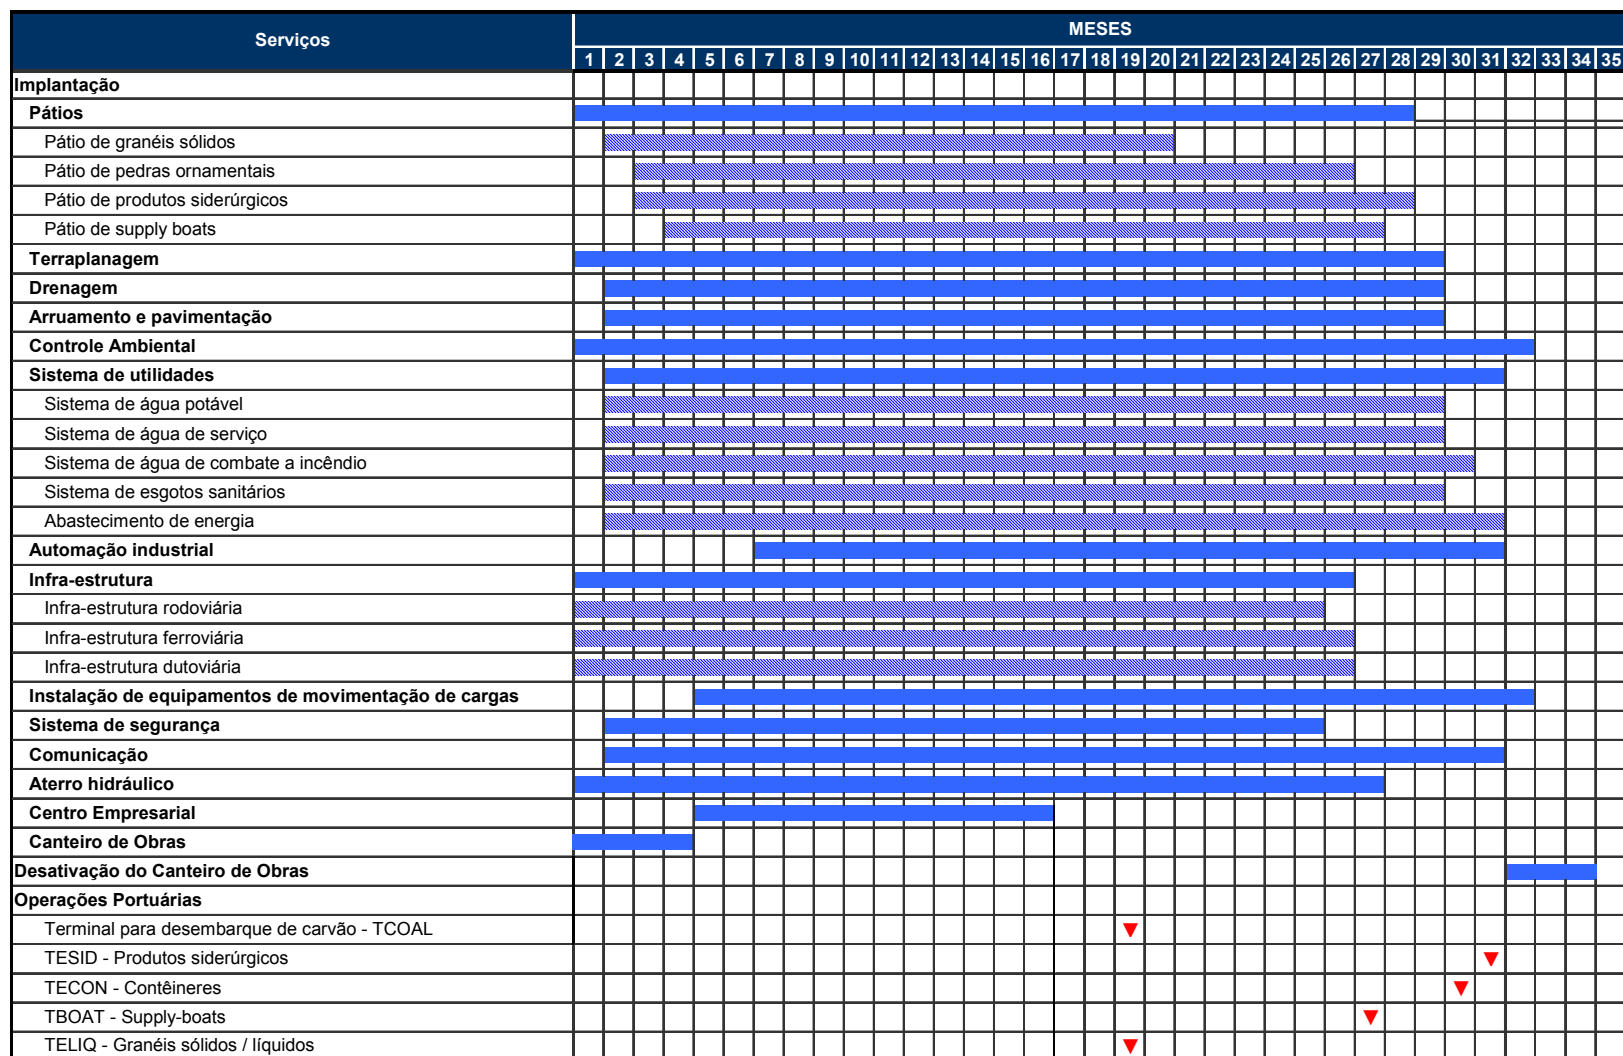 Serviços
MESES
1 2 3 4 5 6 7 8 9 10 11 12 13 14 15 16 17 18 19 20 21 22 23 24 25 26 27 28 29 30 31 32 33 34 35
Implantação
Pátios
Pátio de granéis sólidos
Pátio de pedras ornamentais
Pátio de produtos siderúrgicos
Pátio de supply boats
Terraplanagem
Drenagem
Arruamento e pavimentação
Controle Ambiental
Sistema de utilidades
Sistema de água potável
Sistema de água de serviço
Sistema de água de combate a incêndio
Sistema de esgotos sanitários
Abastecimento de energia
Automação industrial
Infra-estrutura
Infra-estrutura rodoviária
Infra-estrutura ferroviária
Infra-estrutura dutoviária
Instalação de equipamentos de movimentação de cargas
Sistema de segurança
Comunicação
Aterro hidráulico
Centro Empresarial
Canteiro de Obras
Desativação do Canteiro de Obras
Operações Portuárias
Terminal para desembarque de carvão - TCOAL
TESID - Produtos siderúrgicos
TECON - Contêineres
TBOAT - Supply-boats
TELIQ - Granéis sólidos / líquidos